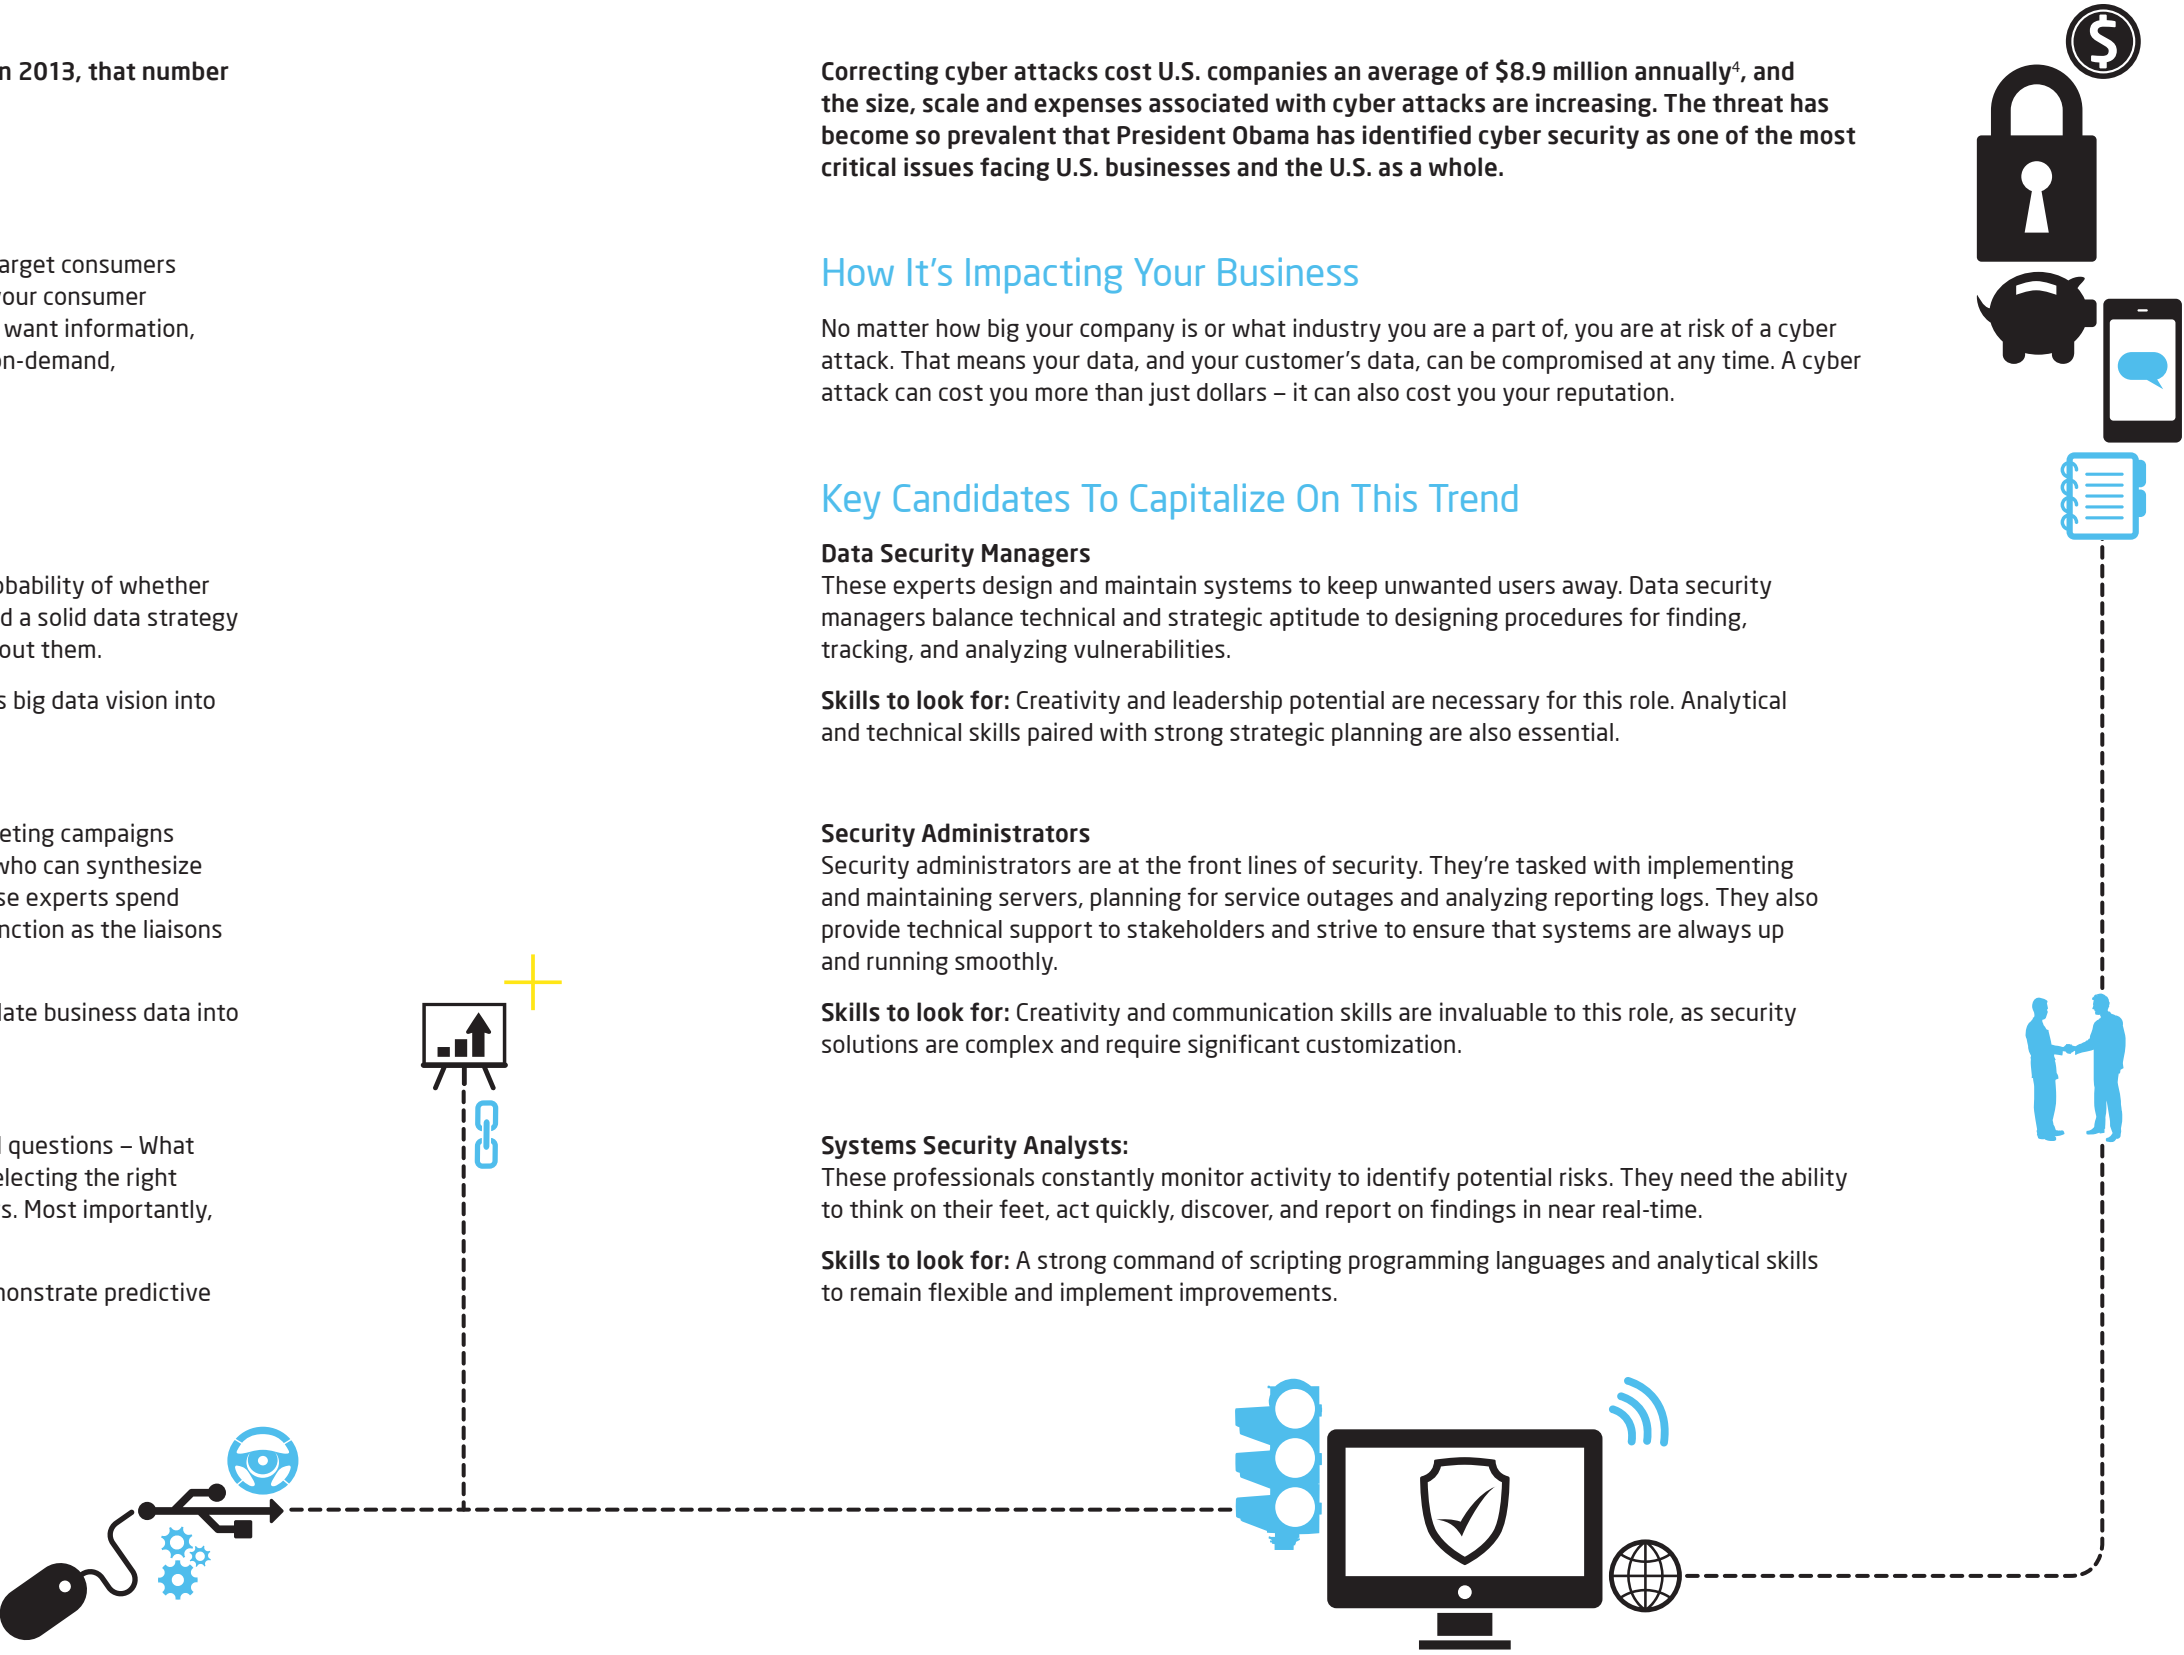 n 2013, that number
arget consumers
our consumer
want information,
n-demand,
obability of whether
d a solid data strategy
out them.
s big data vision into
eting campaigns
who can synthesize
se experts spend
nction as the liaisons
late business data into
questions – What
electing the right
s. Most importantly,
monstrate predictive
Correcting cyber attacks cost U.S. companies an average of $8.9 million annually⁴, and
the size, scale and expenses associated with cyber attacks are increasing. The threat has
become so prevalent that President Obama has identified cyber security as one of the most
critical issues facing U.S. businesses and the U.S. as a whole.
How It's Impacting Your Business
No matter how big your company is or what industry you are a part of, you are at risk of a cyber
attack. That means your data, and your customer's data, can be compromised at any time. A cyber
attack can cost you more than just dollars – it can also cost you your reputation.
Key Candidates To Capitalize On This Trend
Data Security Managers
These experts design and maintain systems to keep unwanted users away. Data security
managers balance technical and strategic aptitude to designing procedures for finding,
tracking, and analyzing vulnerabilities.
Skills to look for: Creativity and leadership potential are necessary for this role. Analytical
and technical skills paired with strong strategic planning are also essential.
Security Administrators
Security administrators are at the front lines of security. They're tasked with implementing
and maintaining servers, planning for service outages and analyzing reporting logs. They also
provide technical support to stakeholders and strive to ensure that systems are always up
and running smoothly.
Skills to look for: Creativity and communication skills are invaluable to this role, as security
solutions are complex and require significant customization.
Systems Security Analysts:
These professionals constantly monitor activity to identify potential risks. They need the ability
to think on their feet, act quickly, discover, and report on findings in near real-time.
Skills to look for: A strong command of scripting programming languages and analytical skills
to remain flexible and implement improvements.
$